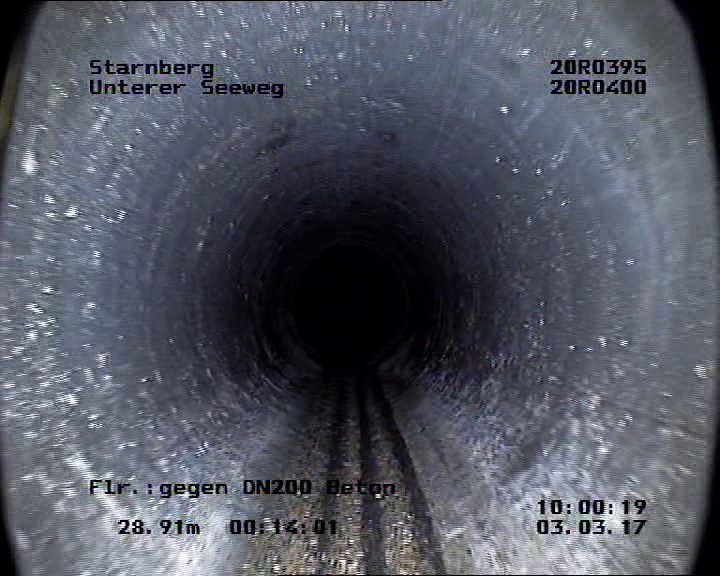 Starnberg 20R0395
Unterer Seeweg 20R0400
Flr.:gegen DN200 Beton
10:00:19
28.91m 00:14:01 03.03.17